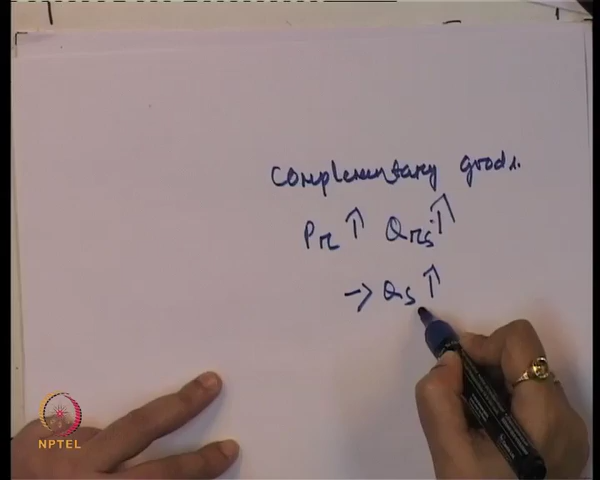 Complementary goods.
PR ↑ QRS ↑
→ QS ↑
NPTEL